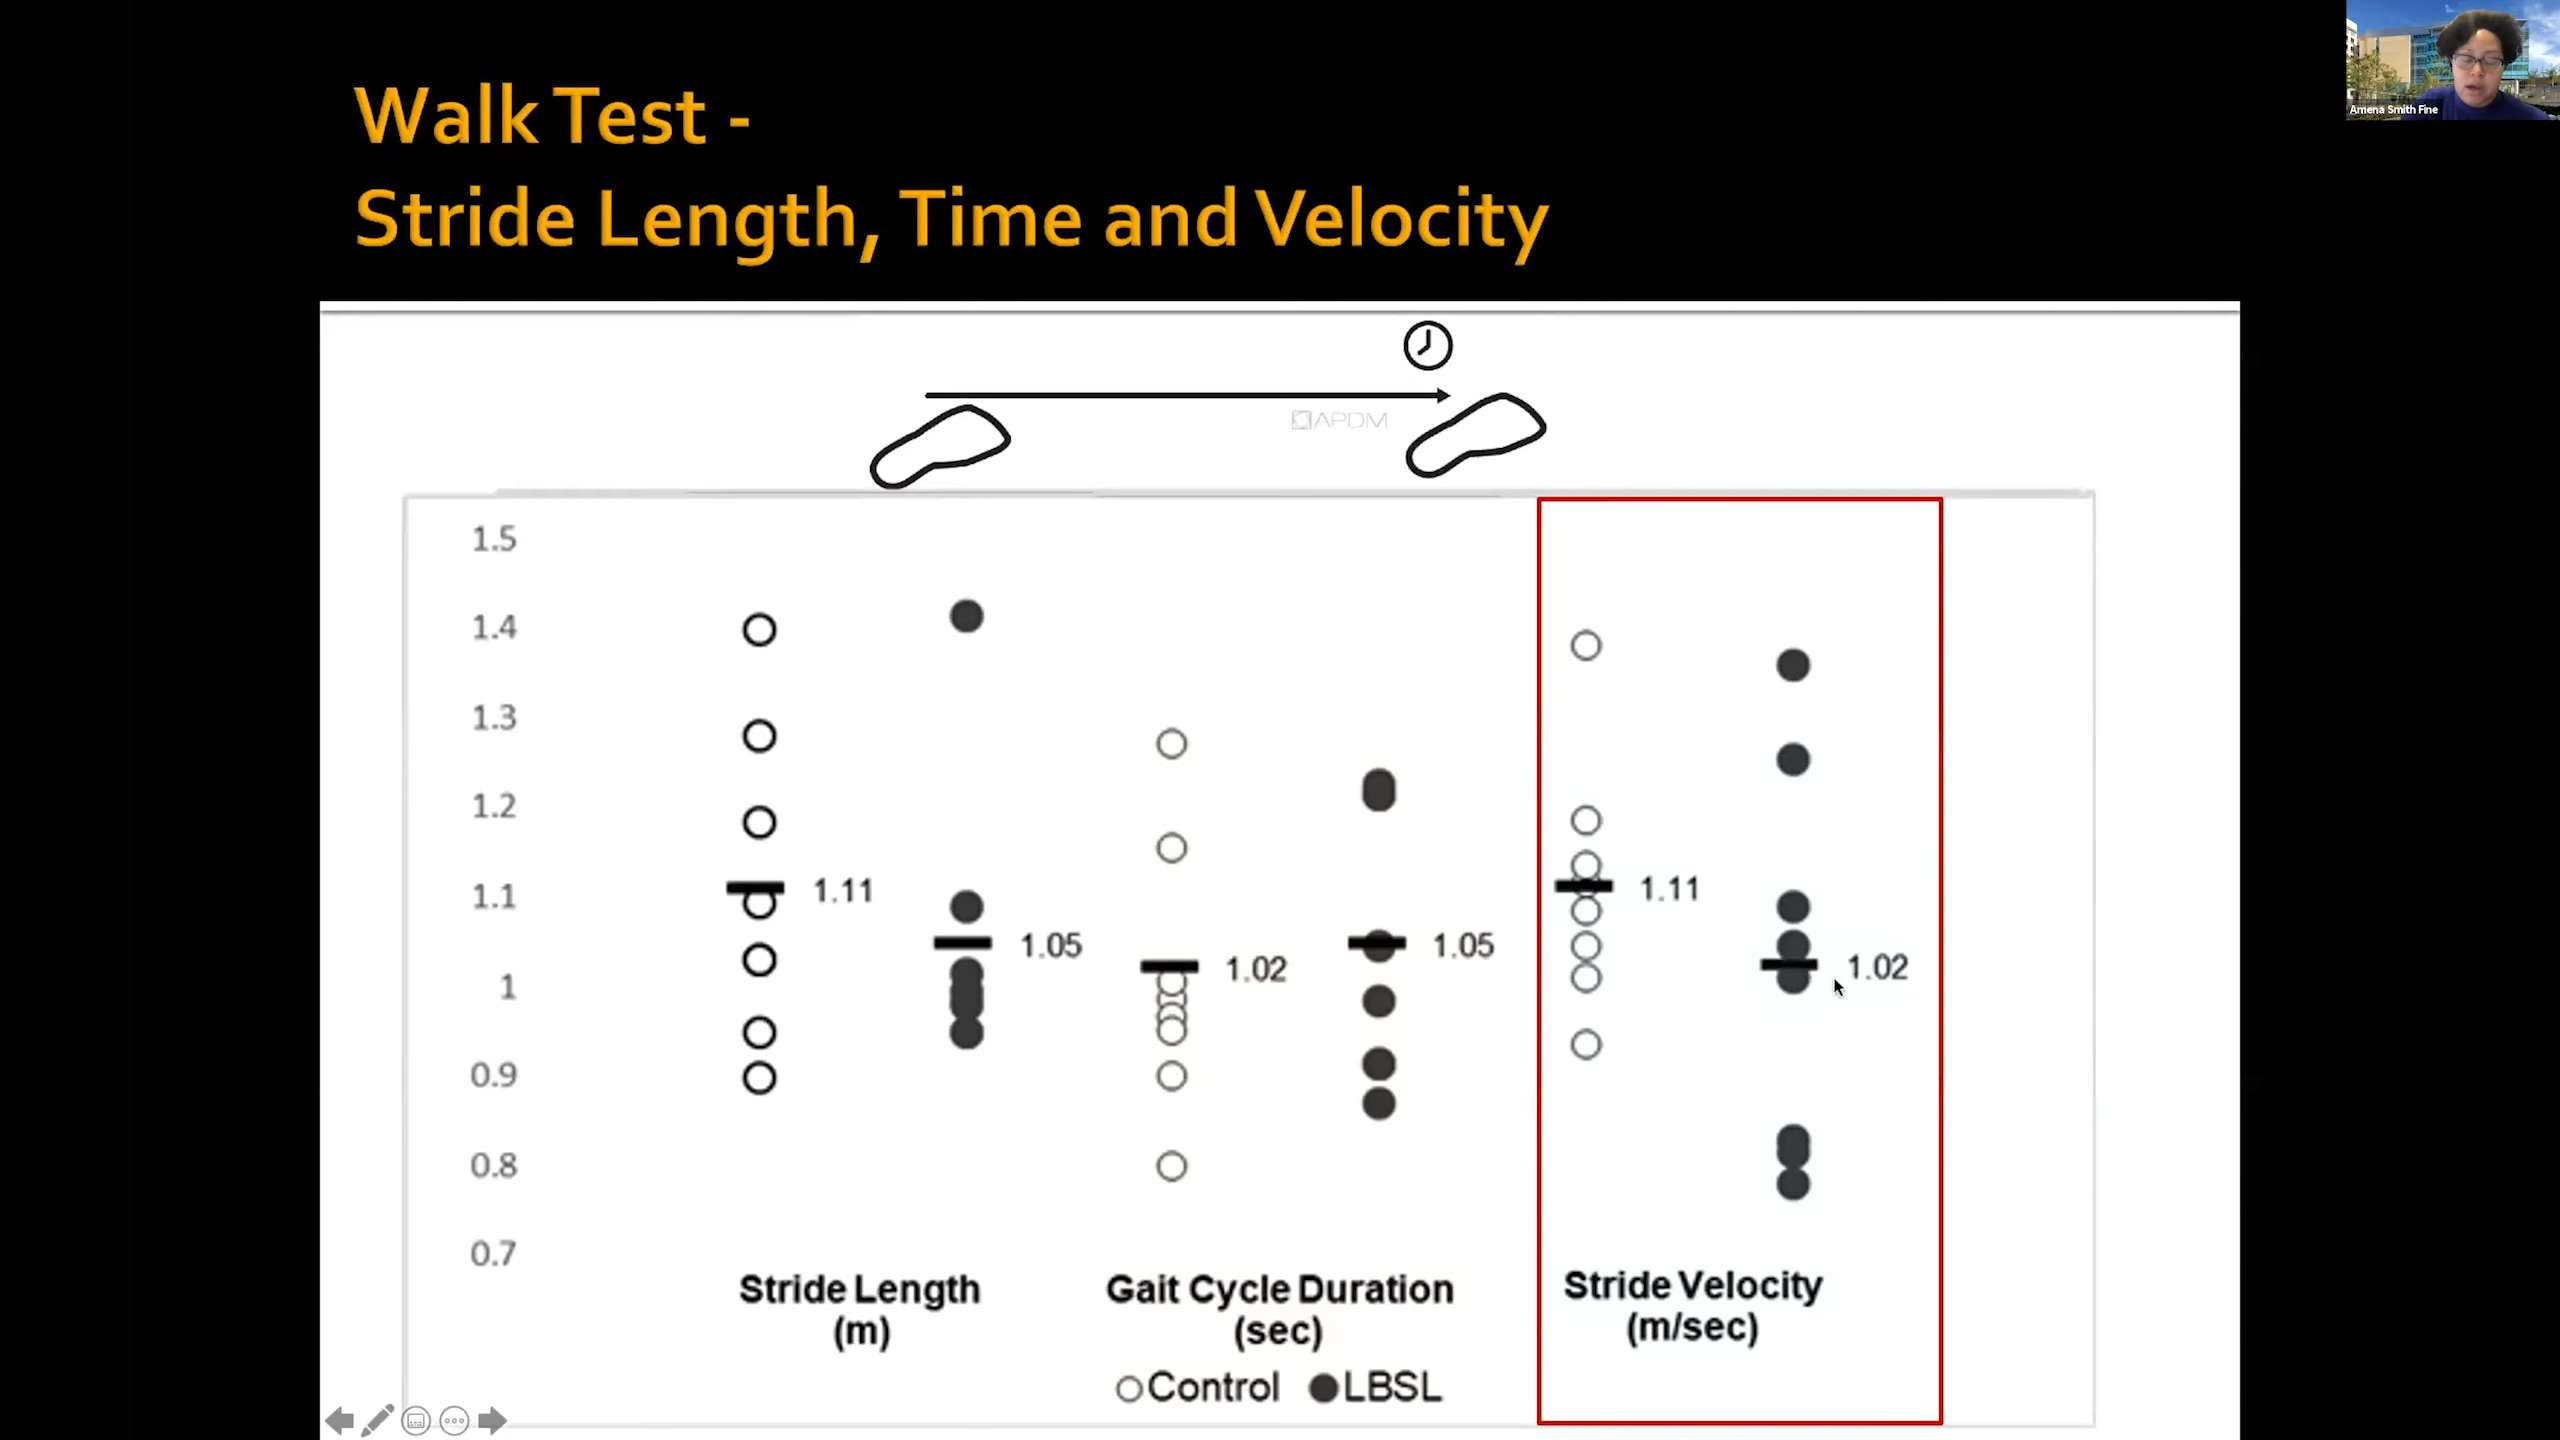 Amena Smith Fine
Walk Test -
Stride Length, Time and Velocity
APDM
1.5
1.4
1.3
1.2
1.1
1
0.9
0.8
0.7
1.11
1.05
1.02
1.05
1.11
1.02
Stride Length
(m)
Gait Cycle Duration
(sec)
Stride Velocity
(m/sec)
Control LBSL